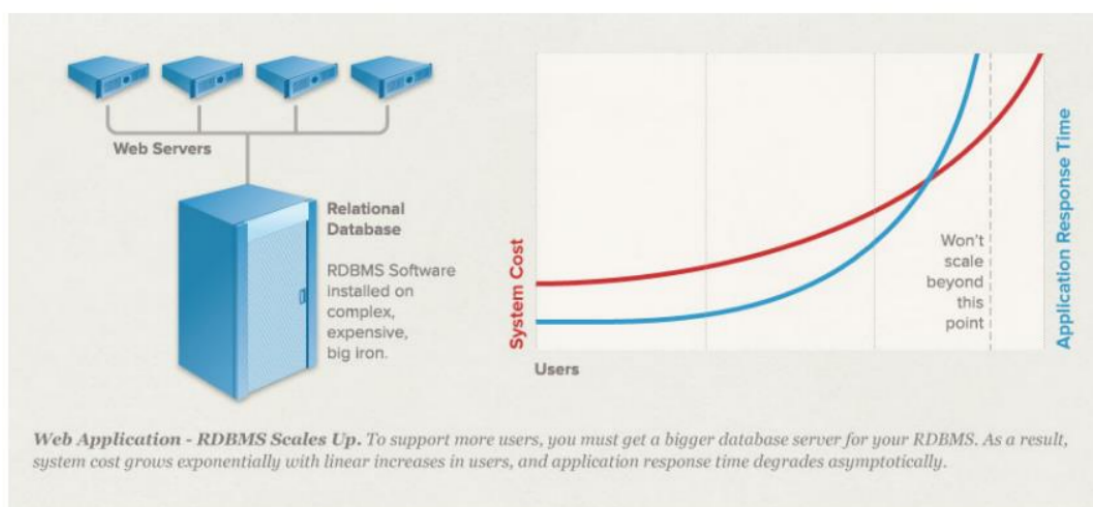 Web Servers
Relational
Database
RDBMS Software
installed on
complex,
expensive,
big iron.
System Cost
Users
Won't
scale
beyond
this
point
Application Response Time
Web Application - RDBMS Scales Up. To support more users, you must get a bigger database server for your RDBMS. As a result,
system cost grows exponentially with linear increases in users, and application response time degrades asymptotically.